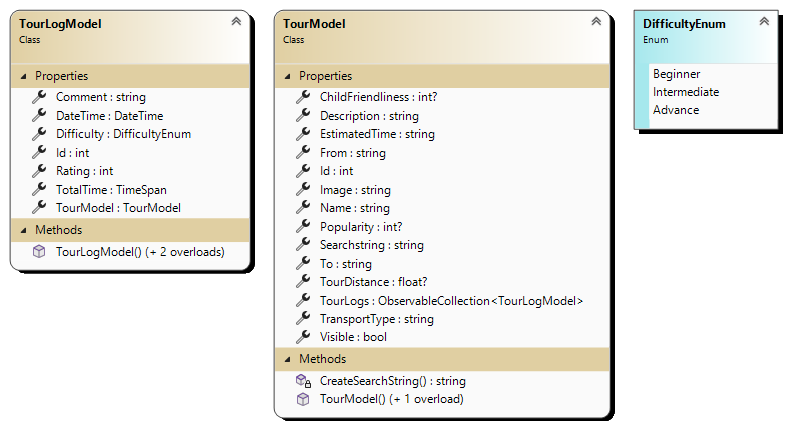 TourLogModel
Class
Properties
Comment : string
DateTime : DateTime
Difficulty : DifficultyEnum
Id : int
Rating : int
TotalTime : TimeSpan
TourModel : TourModel
Methods
TourLogModel() (+ 2 overloads)
TourModel
Class
Properties
ChildFriendliness : int?
Description : string
EstimatedTime : string
From : string
Id : int
Image : string
Name : string
Popularity : int?
Searchstring : string
To : string
TourDistance : float?
TourLogs : ObservableCollection<TourLogModel>
TransportType : string
Visible : bool
Methods
CreateSearchString() : string
TourModel() (+ 1 overload)
DifficultyEnum
Enum
Beginner
Intermediate
Advance